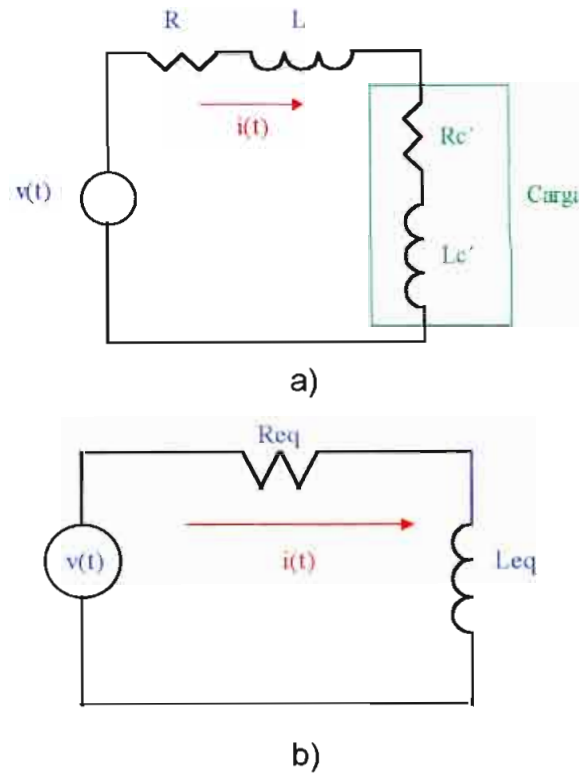 R L
i(t)
Rc´
v(t)
Carga
Lc´
a)
Req
v(t)
i(t)
Leq
b)